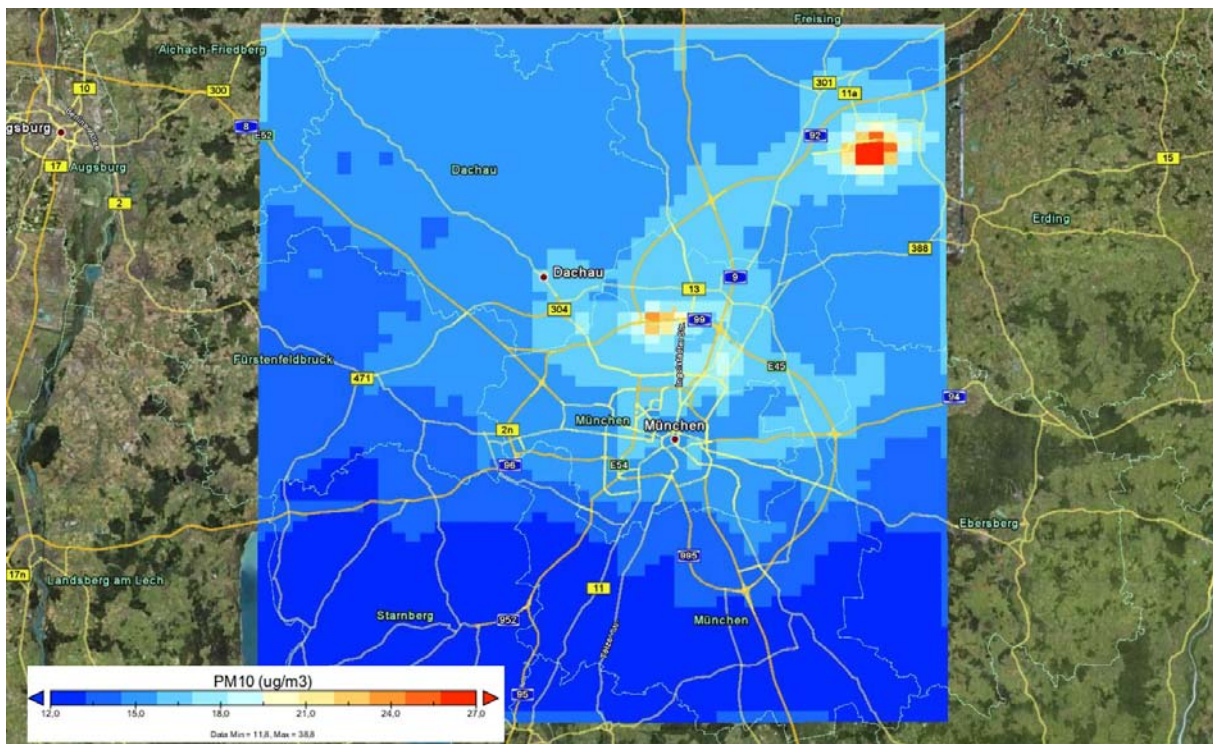 Freising
Aichach-Friedberg
301
10
300
11a
8
E52
92
gsburg
17
Augsburg
15
Dachau
2
Erding
388
Dachau
9
13
304
99
Fürstenfeldbruck
E45
471
94
München
München
2n
96
E54
Ebersberg
995
17n
Landsberg am Lech
11
Starnberg
952
München
95
PM10 (ug/m3)
12,0 15,0 18,0 21,0 24,0 27,0
Data Min = 11,8, Max = 38,8